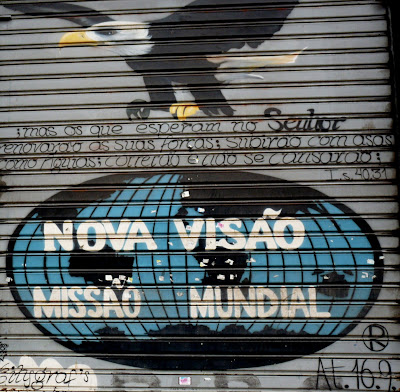 ;mas os que esperam no Senhor
renovarão as suas forças; subirão com asas
como águias; correrão e não se cansarão;
I.s.40.31
NOVA VISÃO
MISSÃO MUNDIAL
At.16.9